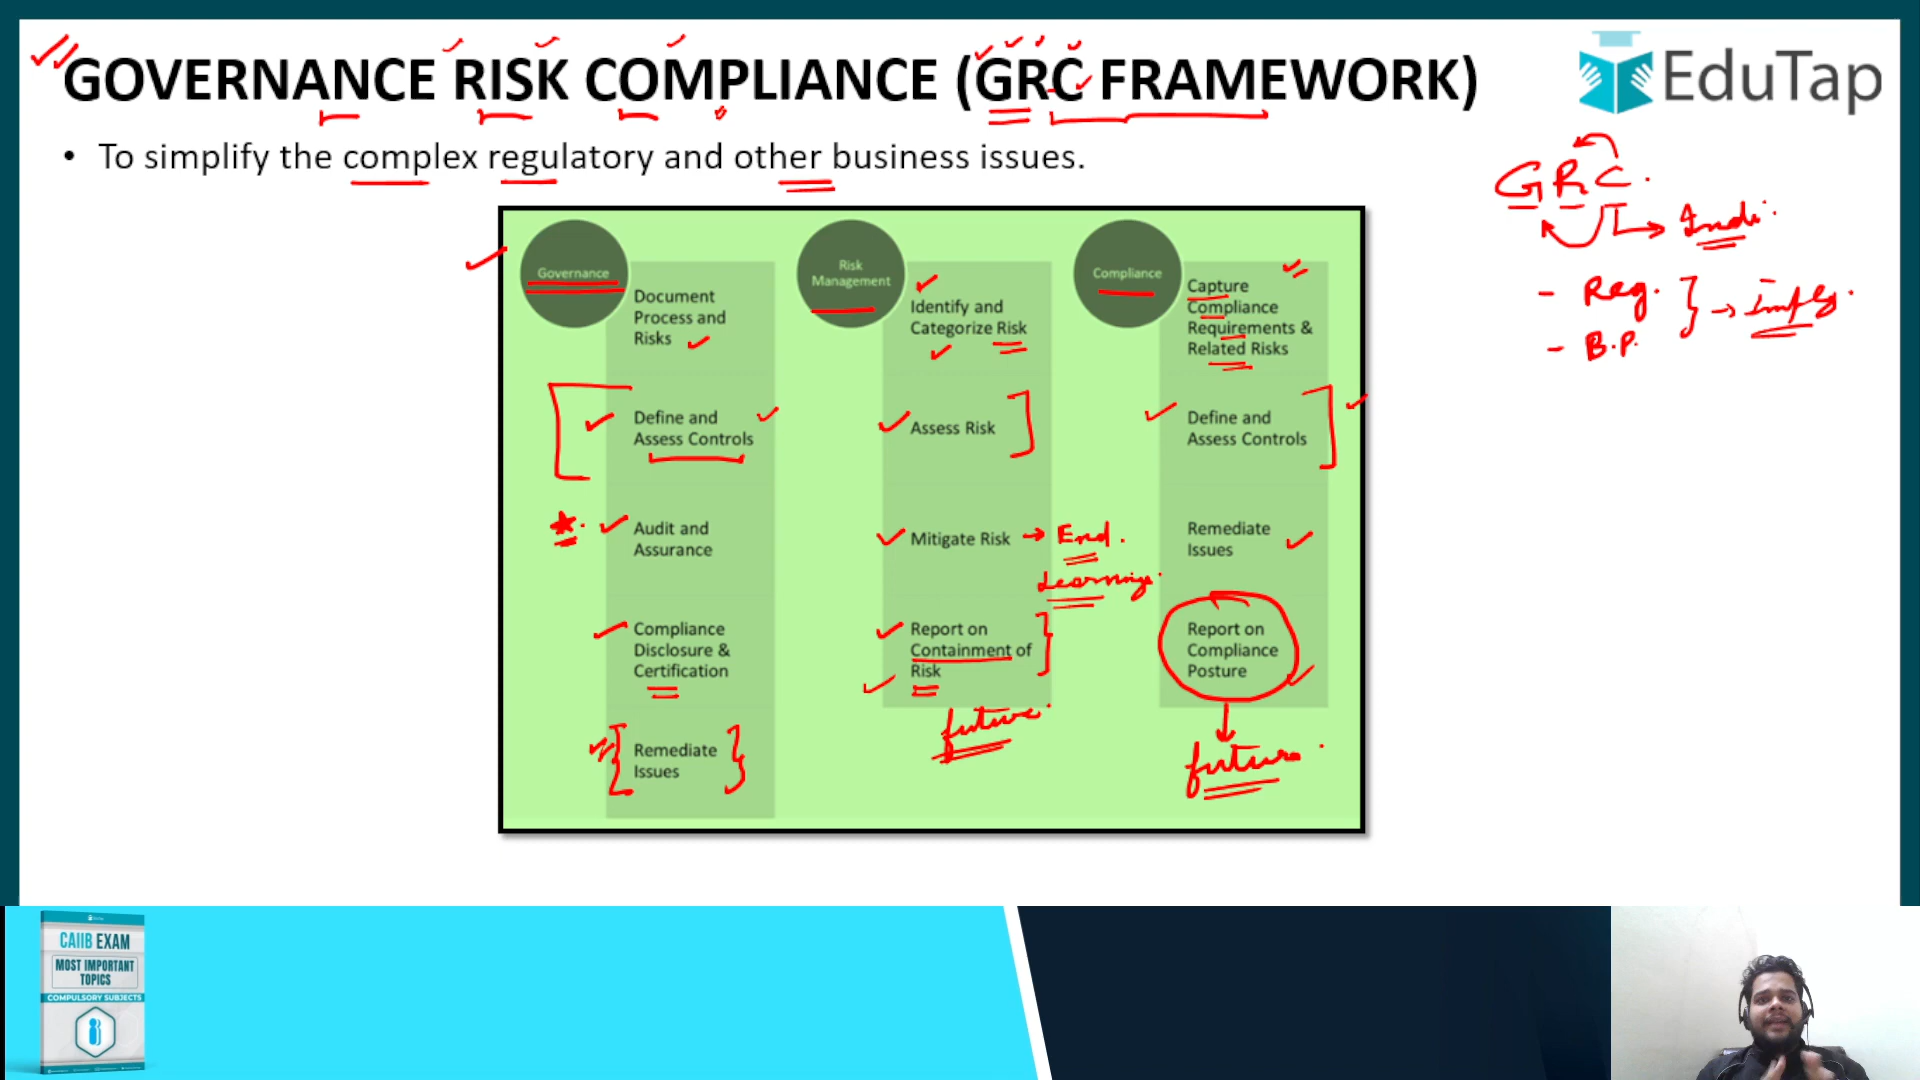 GOVERNANCE RISK COMPLIANCE (GRC FRAMEWORK)
EduTap
• To simplify the complex regulatory and other business issues.
GRC.
Indi.
- Reg.
- B.P.
Governance
Document
Process and
Risks
Define and
Assess Controls
Audit and
Assurance
Compliance
Disclosure &
Certification
Remediate
Issues
Risk
Management
Identify and
Categorize Risk
Assess Risk
Mitigate Risk
→ End.
Learnings.
Report on
Containment of
Risk
future.
Compliance
Capture
Compliance
Requirements &
Related Risks
Define and
Assess Controls
Remediate
Issues
Report on
Compliance
Posture
future.
CAIIB EXAM
MOST IMPORTANT
TOPICS
COMPULSORY SUBJECTS